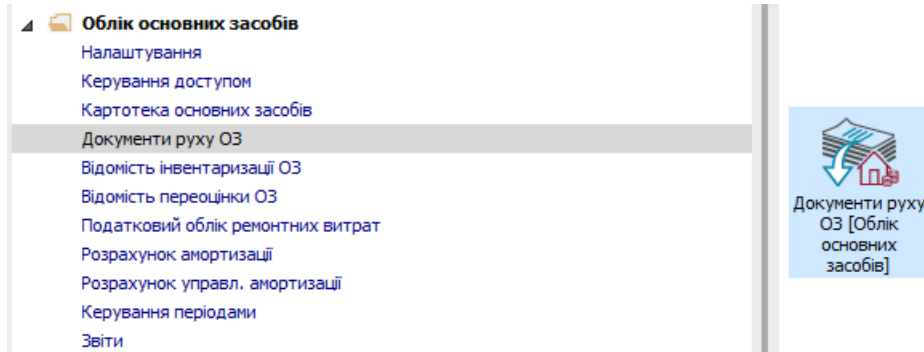 Облік основних засобів
Налаштування
Керування доступом
Картотека основних засобів
Документи руху ОЗ
Відомість інвентаризації ОЗ
Відомість переоцінки ОЗ
Податковий облік ремонтних витрат
Розрахунок амортизації
Розрахунок управл. амортизації
Керування періодами
Звіти
Документи руху
ОЗ [Облік
основних
засобів]